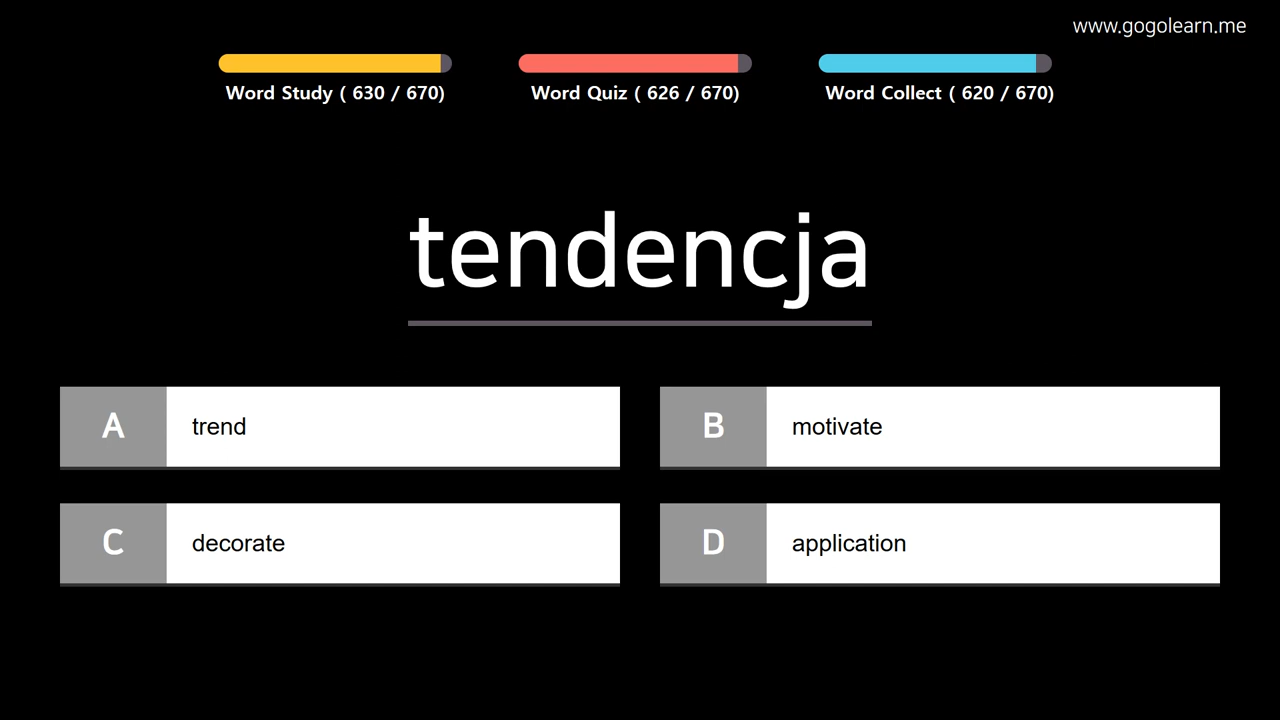 www.gogolearn.me
Word Study ( 630 / 670)
Word Quiz ( 626 / 670)
Word Collect ( 620 / 670)
tendencja
A
trend
B
motivate
C
decorate
D
application